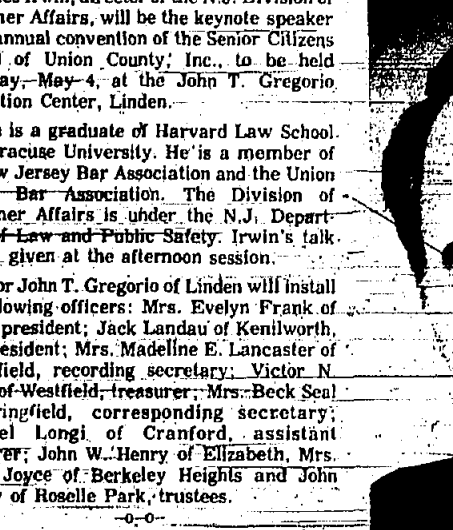 Irwin, director of the N.J. Division of
ner Affairs, will be the keynote speaker
annual convention of the Senior Citizens
of Union County, Inc., to be held
ay, May 4, at the John T. Gregorio
tion Center, Linden.
is a graduate of Harvard Law School
racuse University. He is a member of
w Jersey Bar Association and the Union
Bar Association. The Division of
ner Affairs is under the N.J. Depart-
f Law and Public Safety. Irwin's talk
given at the afternoon session.
or John T. Gregorio of Linden will install
lowing officers: Mrs. Evelyn Frank of
president; Jack Landau of Kenilworth,
esident; Mrs. Madeline E. Lancaster of
field, recording secretary; Victor N
of Westfield, treasurer; Mrs. Beck Seal
ringfield, corresponding secretary;
el Longi of Cranford, assistant
rer; John W. Henry of Elizabeth, Mrs.
Joyce of Berkeley Heights and John
y of Roselle Park, trustees.
-o-o-